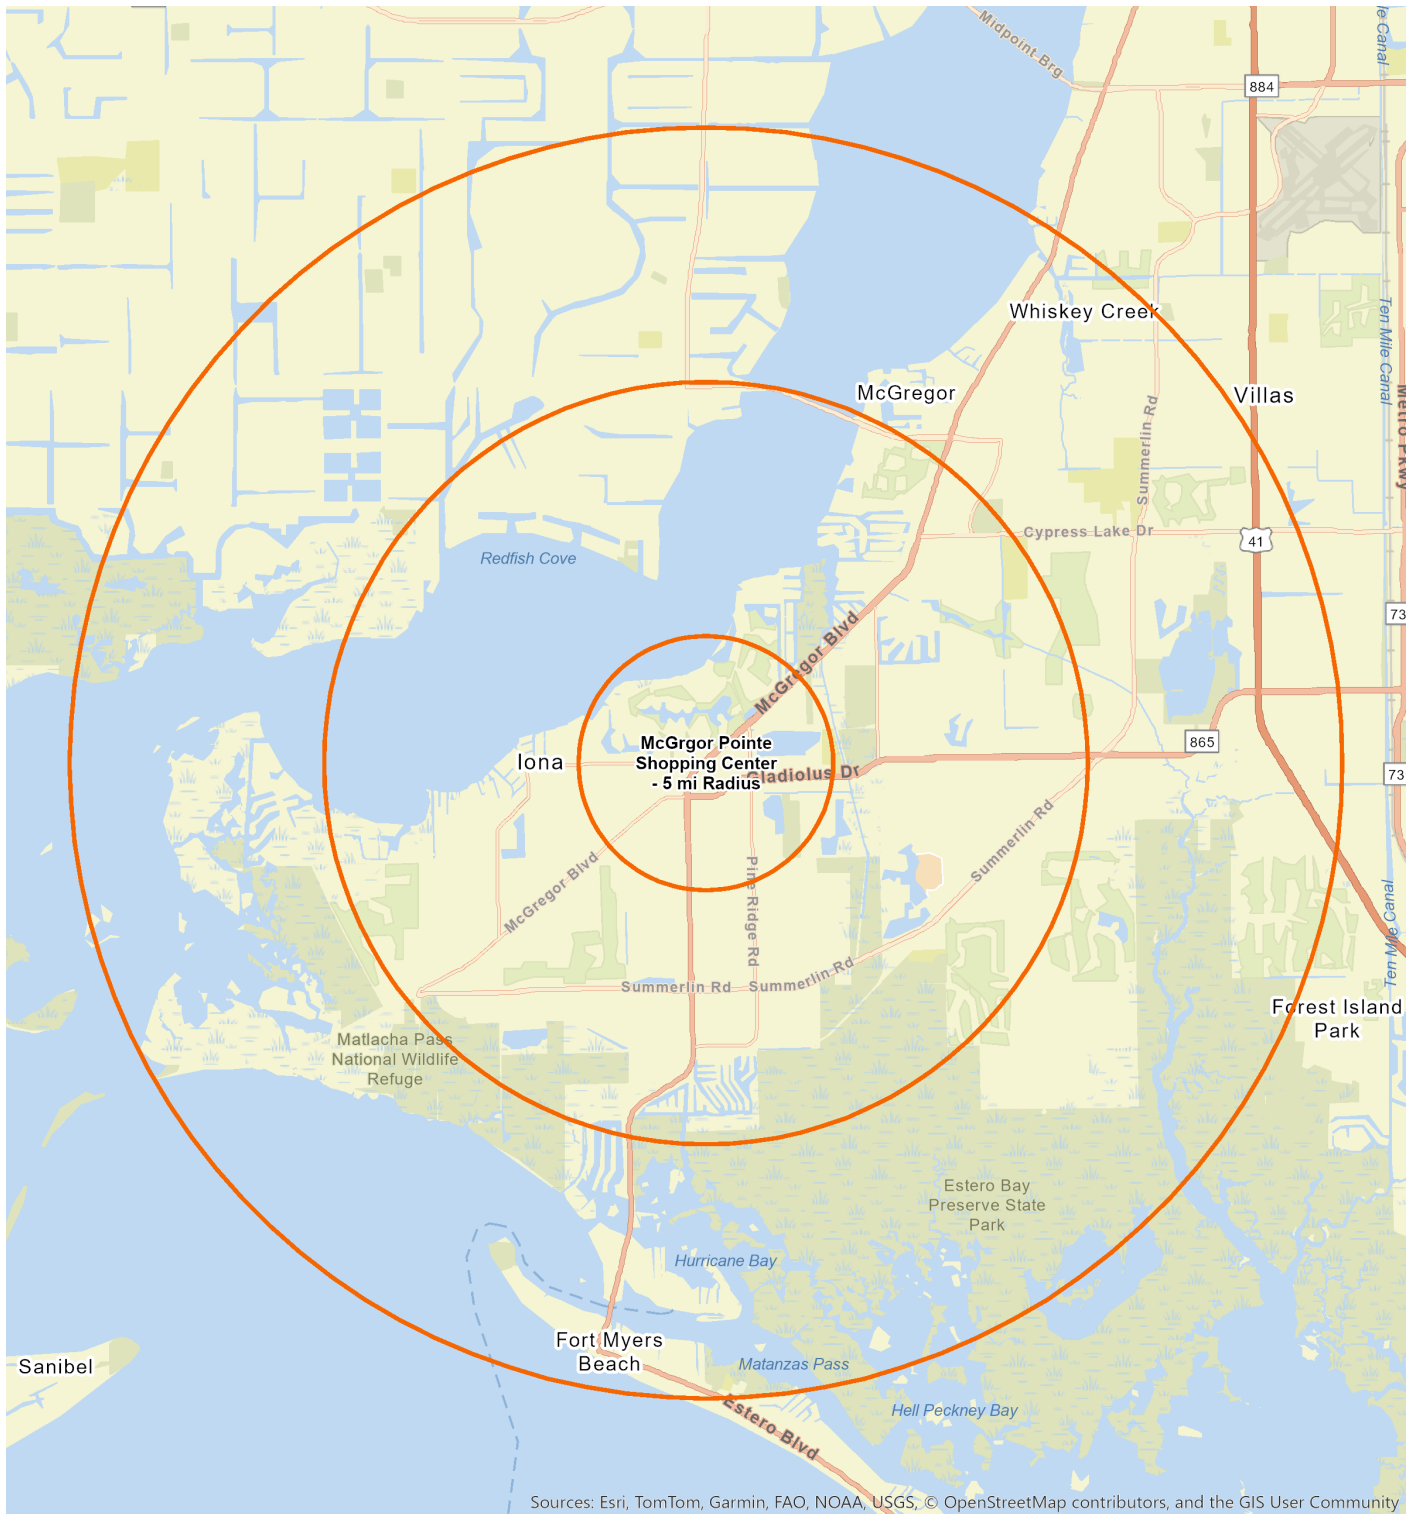 le Canal
Midpoint Brg
884
Whiskey Creek
Ten Mile Canal
McGregor
Villas
Metro Pkwy
Summerlin Rd
Cypress Lake Dr
41
Redfish Cove
73
McGregor Blvd
865
McGrgor Pointe
Shopping Center
- 5 mi Radius
Iona
Gladiolus Dr
73
Summerlin Rd
McGregor Blvd
Pine Ridge Rd
Ten Mile Canal
Summerlin Rd
Summerlin Rd
Forest Island
Park
Matlacha Pass
National Wildlife
Refuge
Estero Bay
Preserve State
Park
Hurricane Bay
Fort Myers
Beach
Sanibel
Matanzas Pass
Hell Peckney Bay
Estero Blvd
Sources: Esri, TomTom, Garmin, FAO, NOAA, USGS, © OpenStreetMap contributors, and the GIS User Community